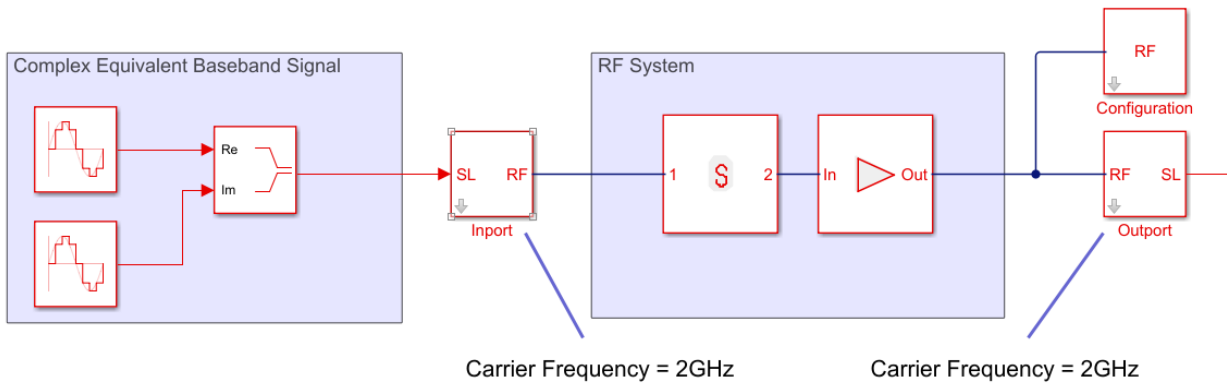 Complex Equivalent Baseband Signal
Re
Im
SL RF
Inport
RF System
1 S 2
In Out
RF
Configuration
RF SL
Outport
Carrier Frequency = 2GHz
Carrier Frequency = 2GHz